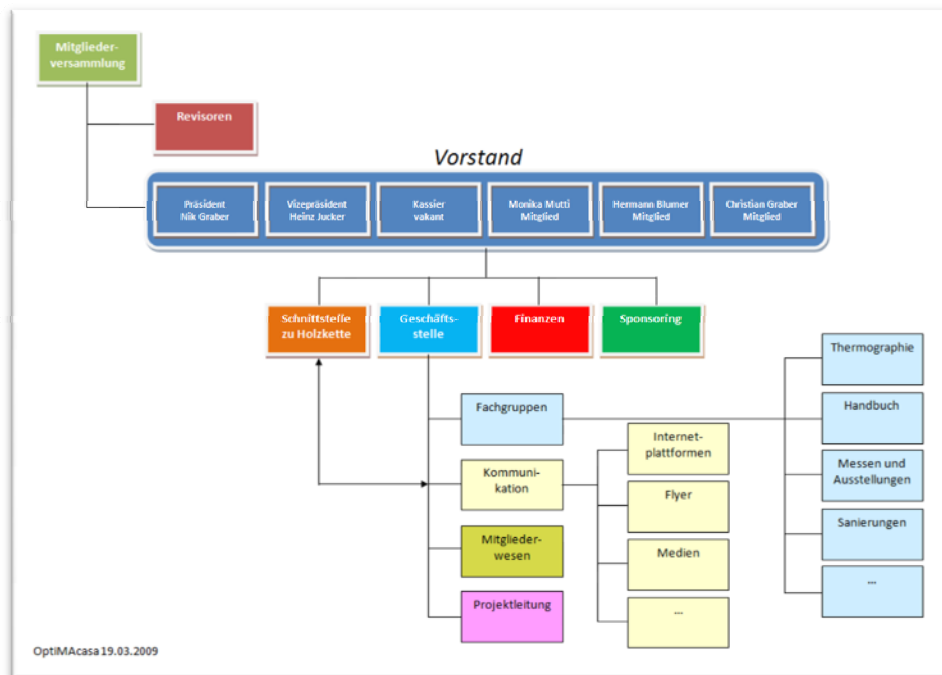 Mitglieder-
versammlung
Revisoren
Vorstand
Präsident
Nik Graber
Vizepräsident
Heinz Jucker
Kassier
vakant
Monika Mutti
Mitglied
Hermann Blumer
Mitglied
Christian Graber
Mitglied
Schnittstelle
zu Holzkette
Geschäfts-
stelle
Finanzen
Sponsoring
Thermographie
Fachgruppen
Handbuch
Internet-
plattformen
Kommuni-
kation
Messen und
Ausstellungen
Flyer
Sanierungen
Mitglieder-
wesen
Medien
...
Projektleitung
...
OptiMAcasa 19.03.2009